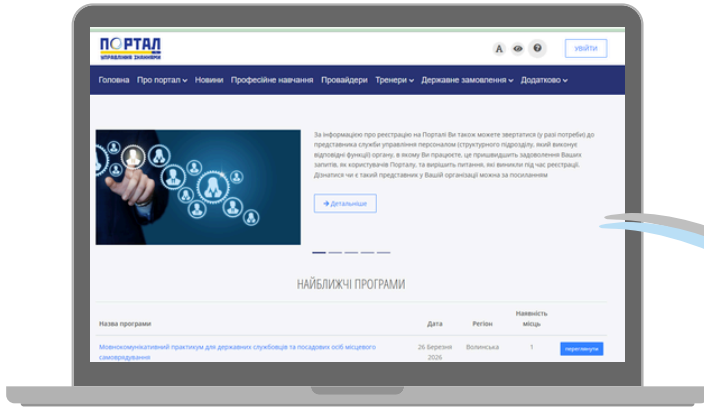 ПОРТАЛ
УПРАВЛІННЯ ЗНАННЯМИ
А
?
УВІЙТИ
Головна Про портал Новини Професійне навчання Провайдери Тренери Державне замовлення Додатково
За інформацією про реєстрацію на Порталі Ви також можете звертатися (у разі потреби) до
представника служби управління персоналом (структурного підрозділу, який виконує
відповідні функції) органу, в якому Ви працюєте, це пришвидшить задоволення Ваших
запитів, як користувачів Порталу, та вирішить питання, які виникли під час реєстрації.
Дізнатися чи є такий представник у Вашій організації можна за посиланням
→ Детальніше
НАЙБЛИЖЧІ ПРОГРАМИ
Назва програми Дата Регіон Наявність
місць
Мовнокомунікативний практикум для державних службовців та посадових осіб місцевого
самоврядування
26 Березня
2026
Волинська 1 переглянути